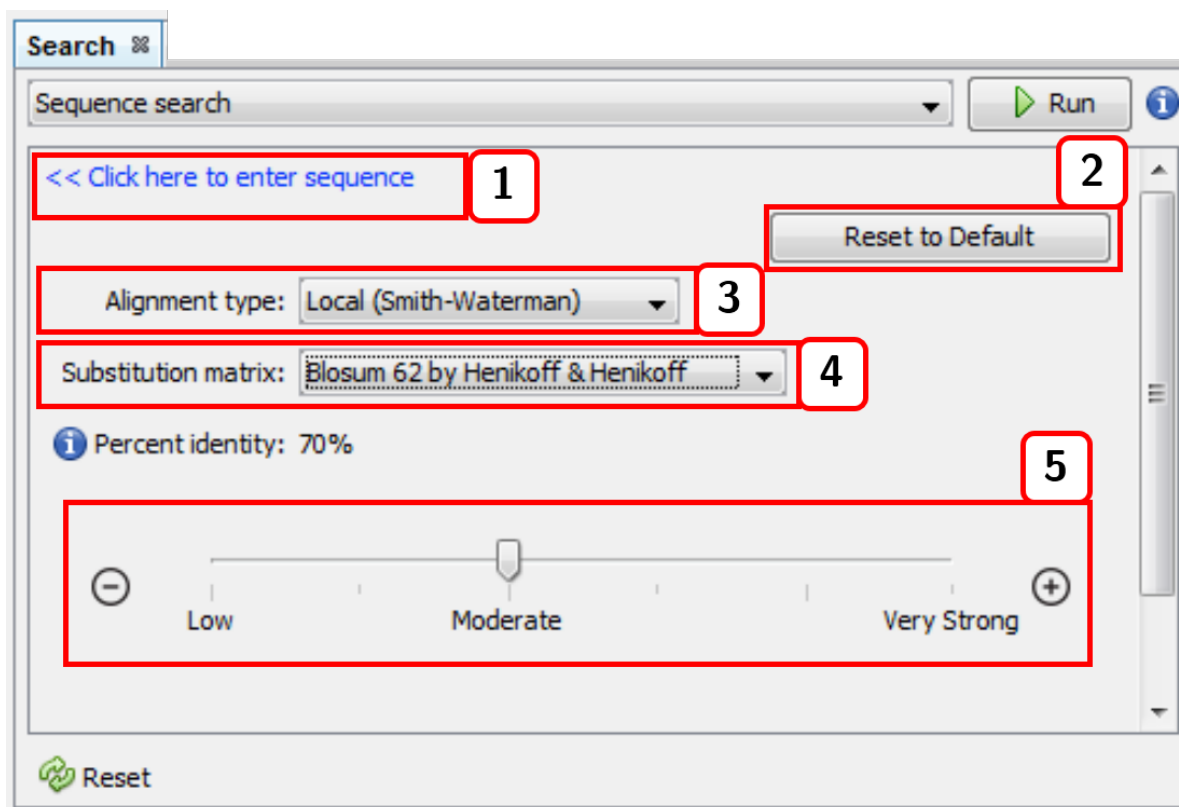 Search
Sequence search
Run
<< Click here to enter sequence
1
2
Reset to Default
Alignment type: Local (Smith-Waterman)
3
Substitution matrix: Blosum 62 by Henikoff & Henikoff
4
Percent identity: 70%
5
Low Moderate Very Strong
Reset